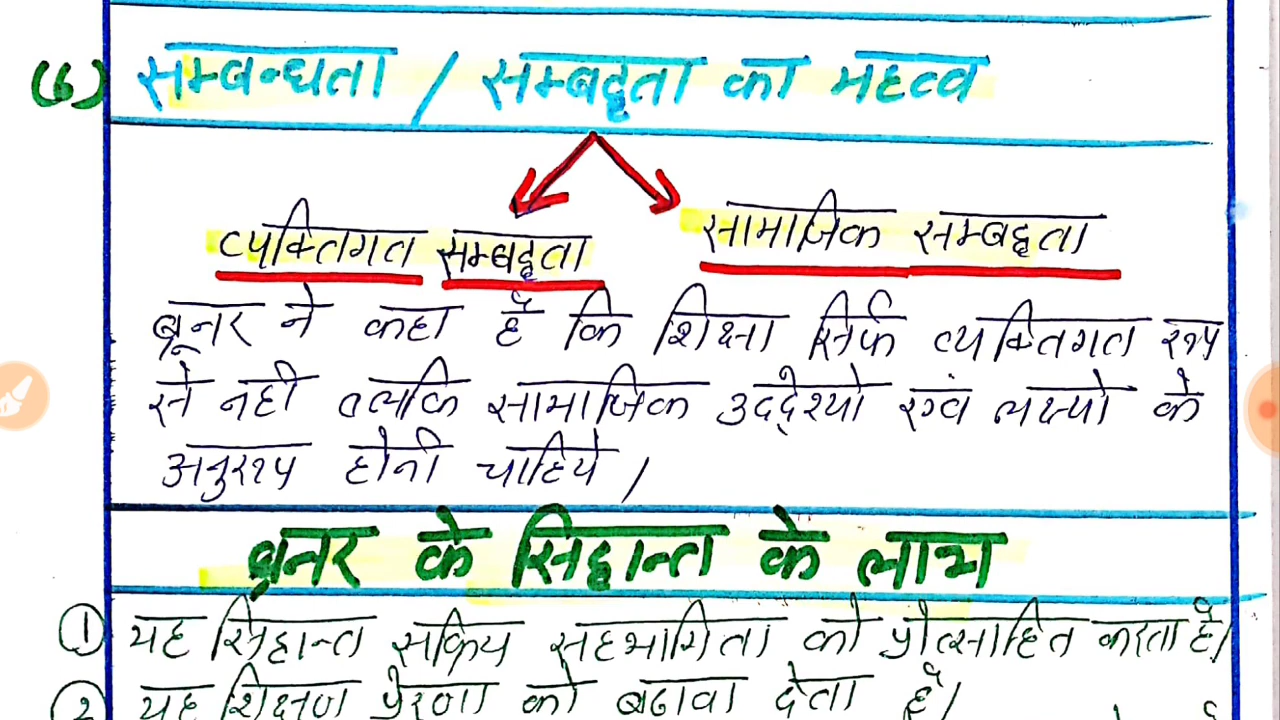 (6) सम्बन्धता / सम्बद्धता का महत्व
व्यक्तिगत सम्बद्धता सामाजिक सम्बद्धता
ब्रूनर ने कहा है कि शिक्षा सिर्फ व्यक्तिगत रूप
से नही बल्कि सामाजिक उद्देश्यो एवं लक्ष्यो के
अनुरूप होनी चाहिये।
ब्रूनर के सिद्धान्त के लाभ
① यह सिद्धान्त सक्रिय सहभागिता को प्रोत्साहित करता है।
② यह शिक्षण प्रेरणा को बढावा देता है।